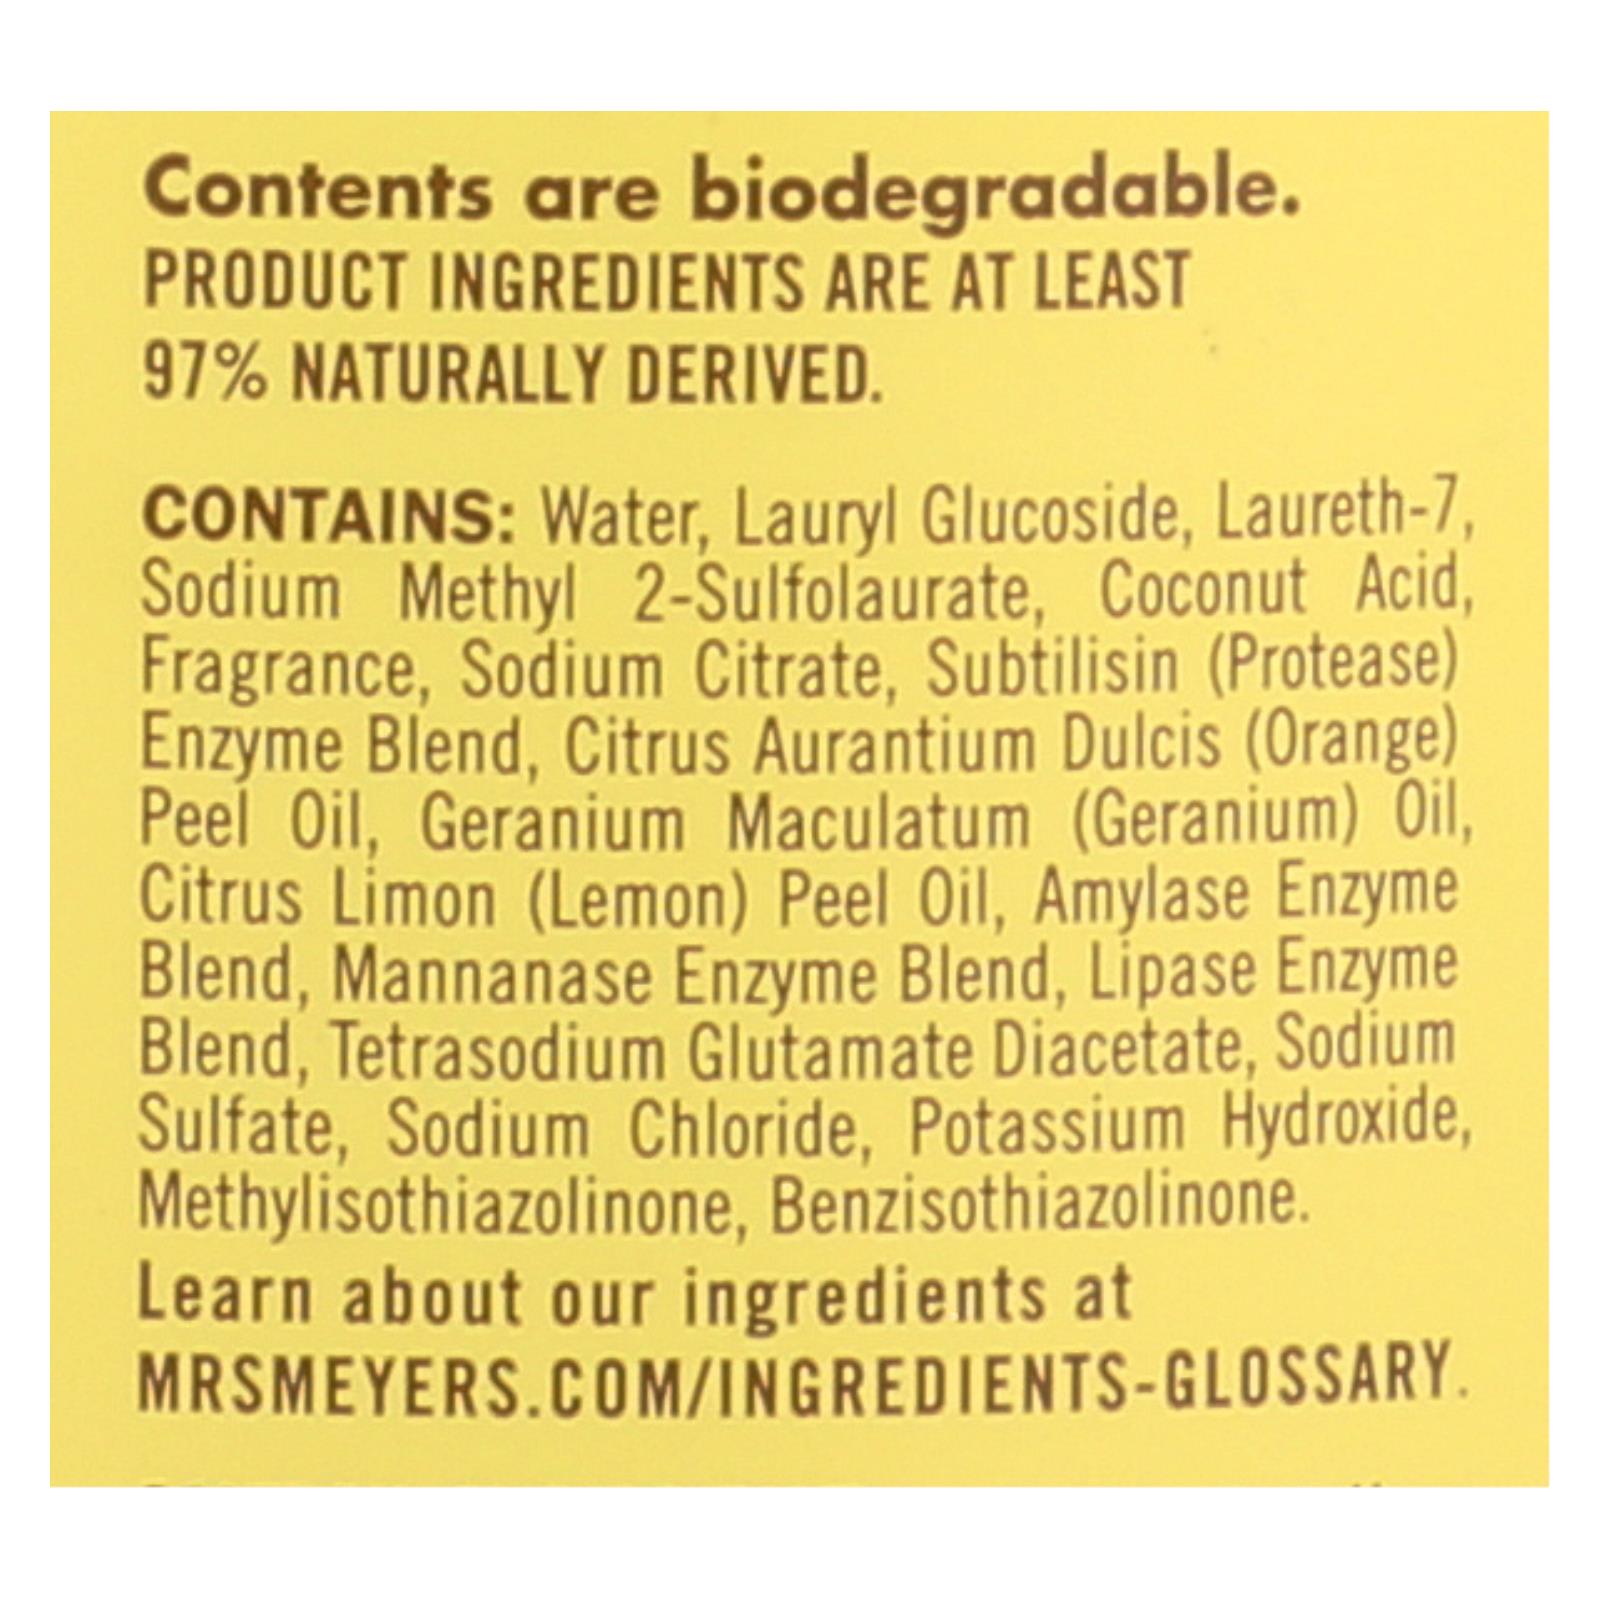 Contents are biodegradable.
PRODUCT INGREDIENTS ARE AT LEAST
97% NATURALLY DERIVED.
CONTAINS: Water, Lauryl Glucoside, Laureth-7,
Sodium Methyl 2-Sulfolaurate, Coconut Acid,
Fragrance, Sodium Citrate, Subtilisin (Protease)
Enzyme Blend, Citrus Aurantium Dulcis (Orange)
Peel Oil, Geranium Maculatum (Geranium) Oil,
Citrus Limon (Lemon) Peel Oil, Amylase Enzyme
Blend, Mannanase Enzyme Blend, Lipase Enzyme
Blend, Tetrasodium Glutamate Diacetate, Sodium
Sulfate, Sodium Chloride, Potassium Hydroxide,
Methylisothiazolinone, Benzisothiazolinone.
Learn about our ingredients at
MRSMEYERS.COM/INGREDIENTS-GLOSSARY.